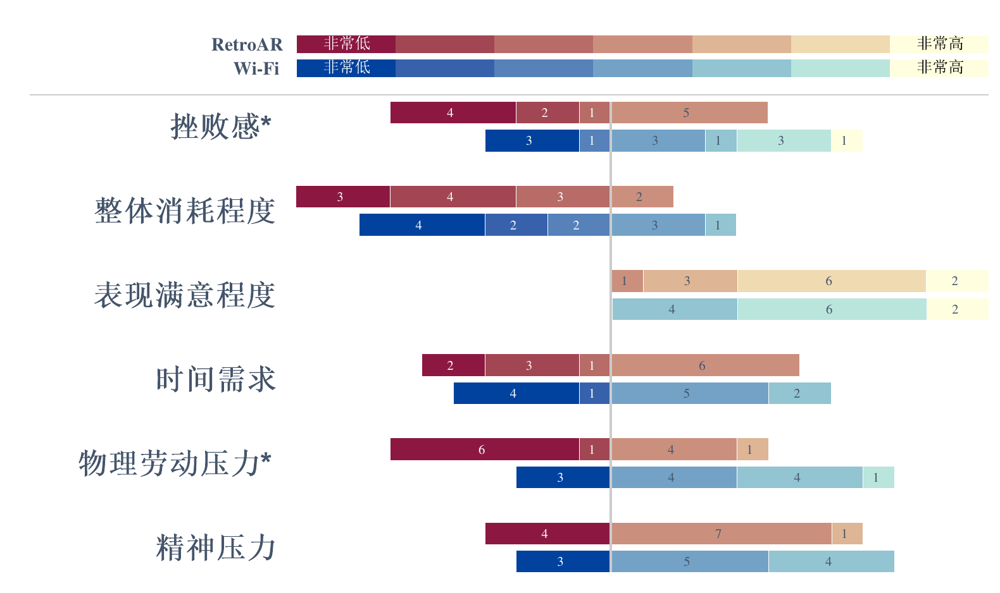 RetroAR 非常低 非常高
Wi-Fi 非常低 非常高
挫败感*
4 2 1 5
3 1 3 1 3 1
整体消耗程度
3 4 3 2
4 2 2 3 1
表现满意程度
1 3 6 2
4 6 2
时间需求
2 3 1 6
4 1 5 2
物理劳动压力*
6 1 4 1
3 4 4 1
精神压力
4 7 1
3 5 4